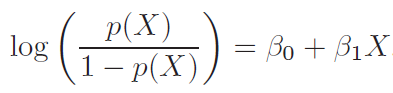 log ( p(X) / 1 − p(X) ) = β₀ + β₁X.